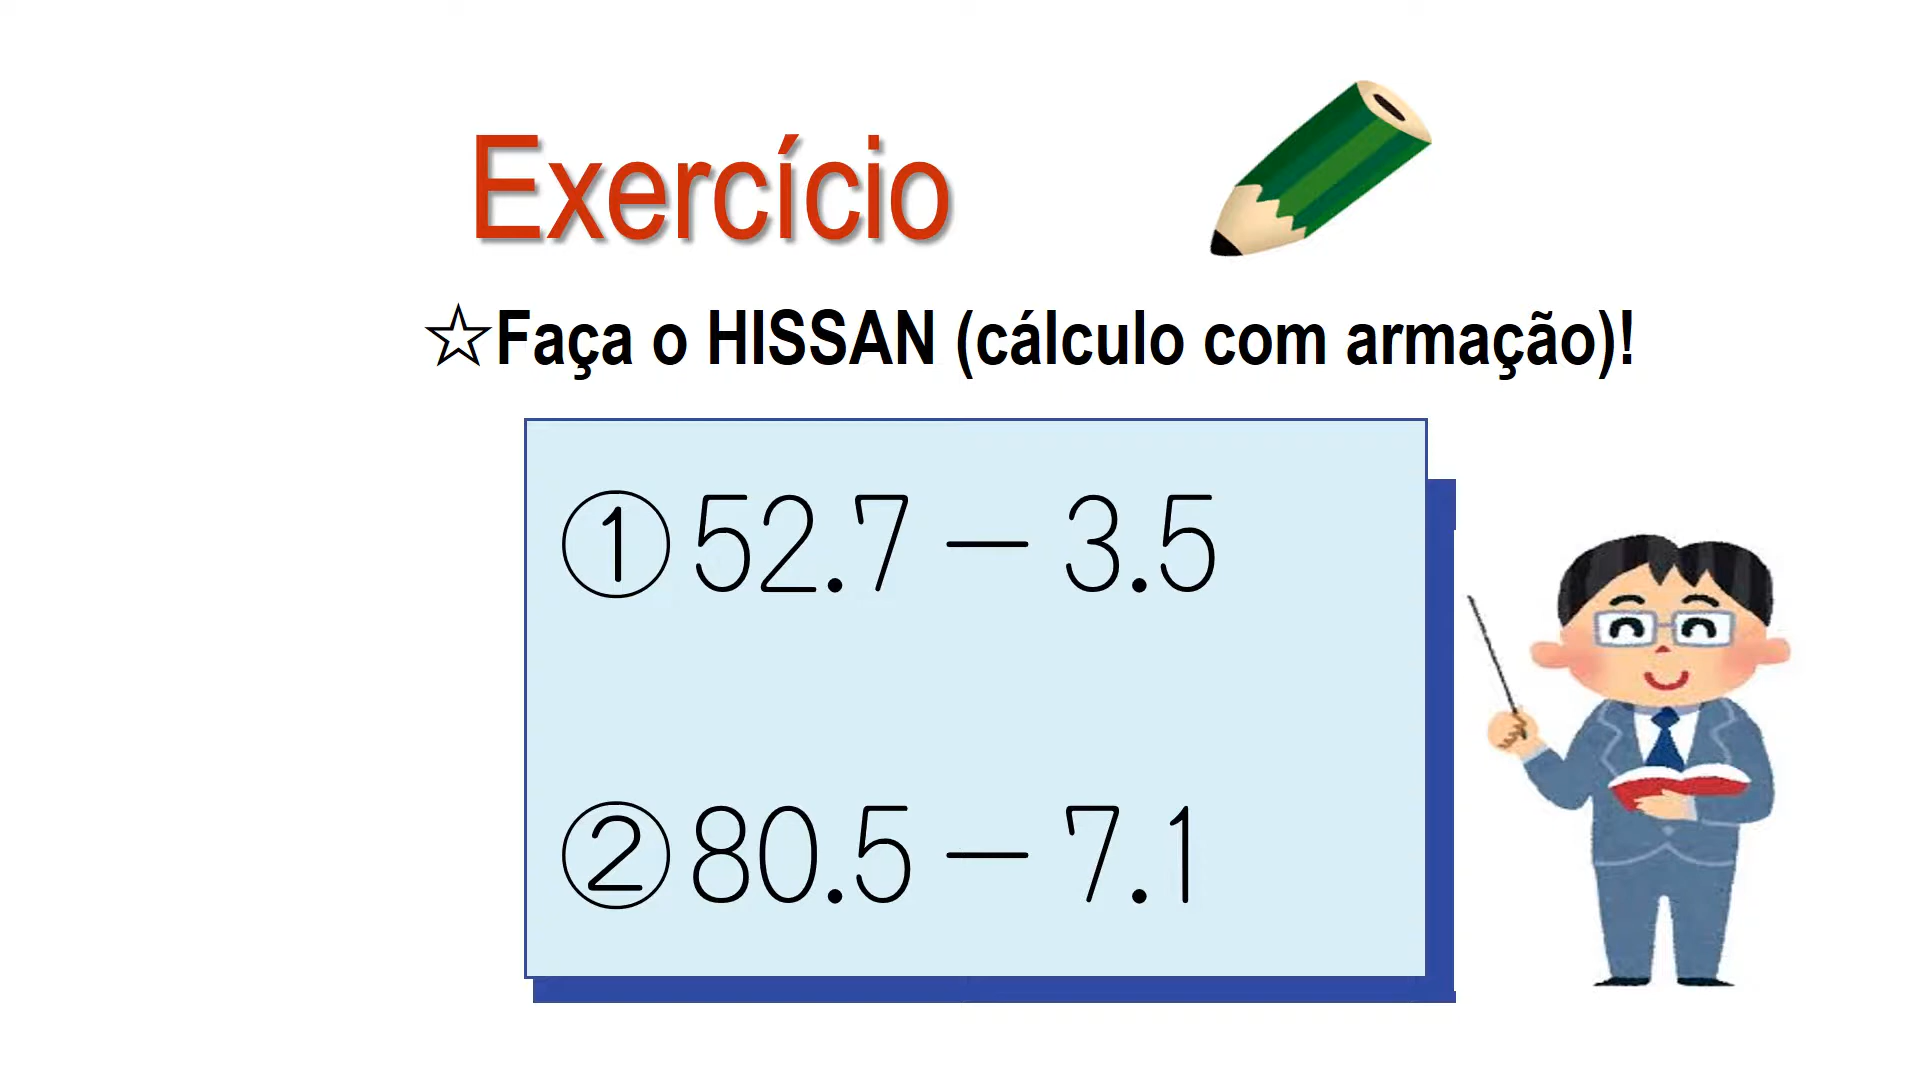 Exercício
☆Faça o HISSAN (cálculo com armação)!
①52.7－3.5
②80.5－7.1